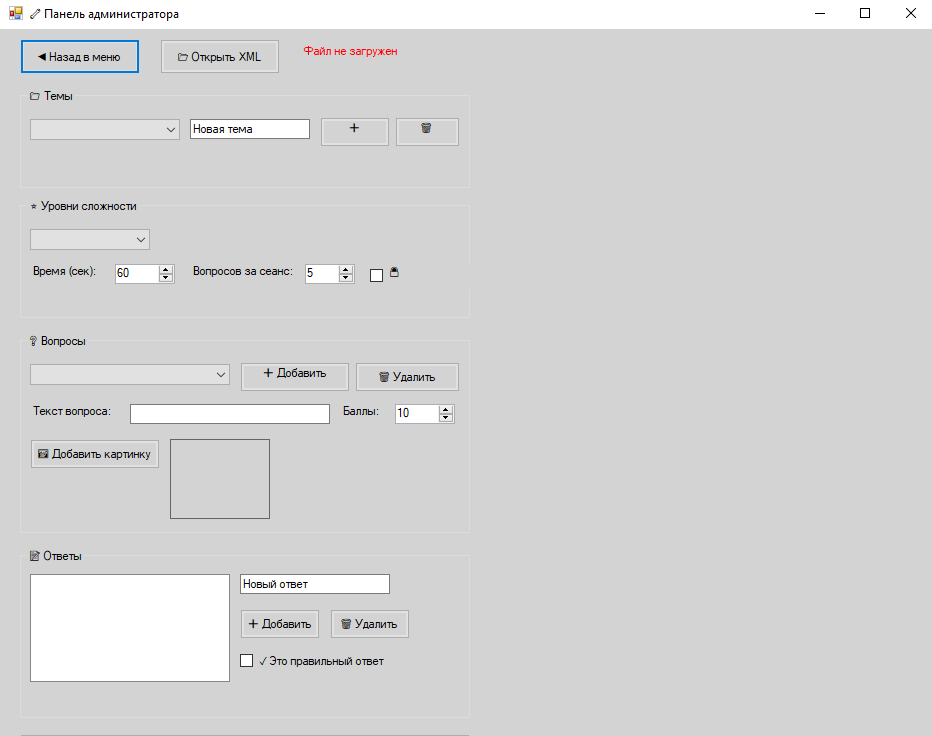 Панель администратора
Назад в меню
Открыть XML
Файл не загружен
Темы
Новая тема
+
Уровни сложности
Время (сек):
60
Вопросов за сеанс:
5
? Вопросы
+ Добавить
Удалить
Текст вопроса:
Баллы:
10
Добавить картинку
Ответы
Новый ответ
+ Добавить
Удалить
✓ Это правильный ответ